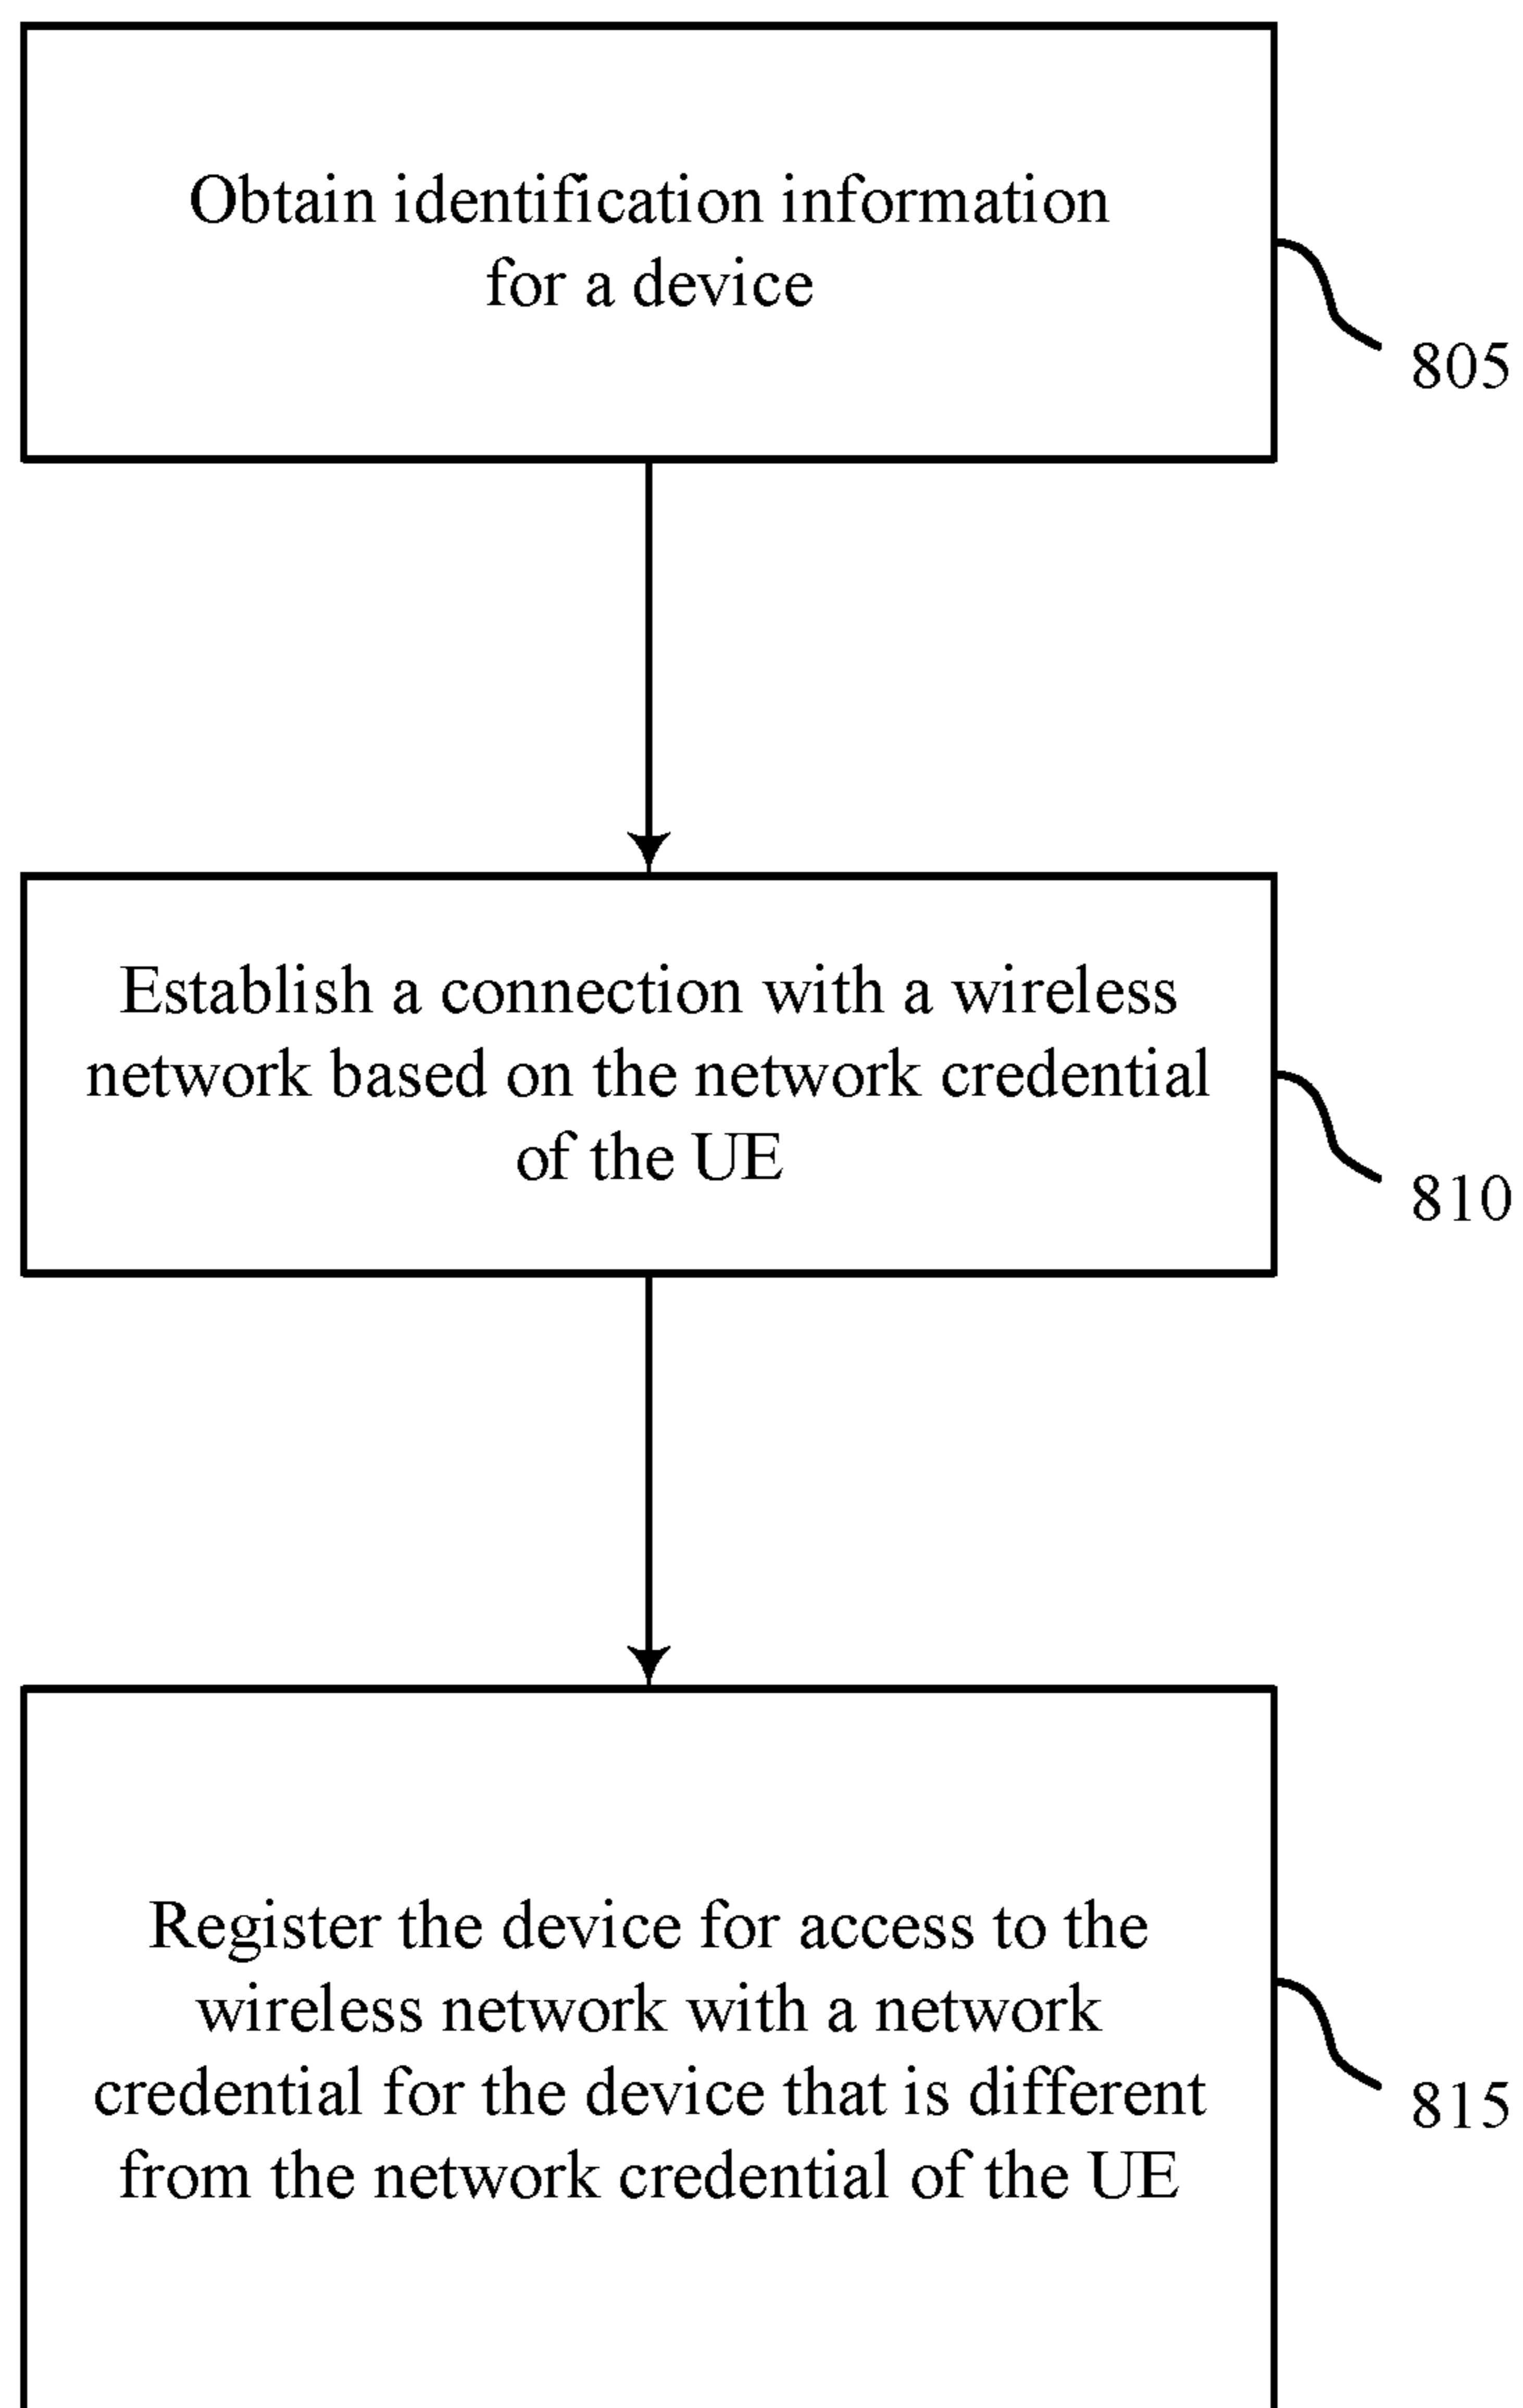 Obtain identification information
for a device
805
Establish a connection with a wireless
network based on the network credential
of the UE
810
Register the device for access to the
wireless network with a network
credential for the device that is different
from the network credential of the UE
815